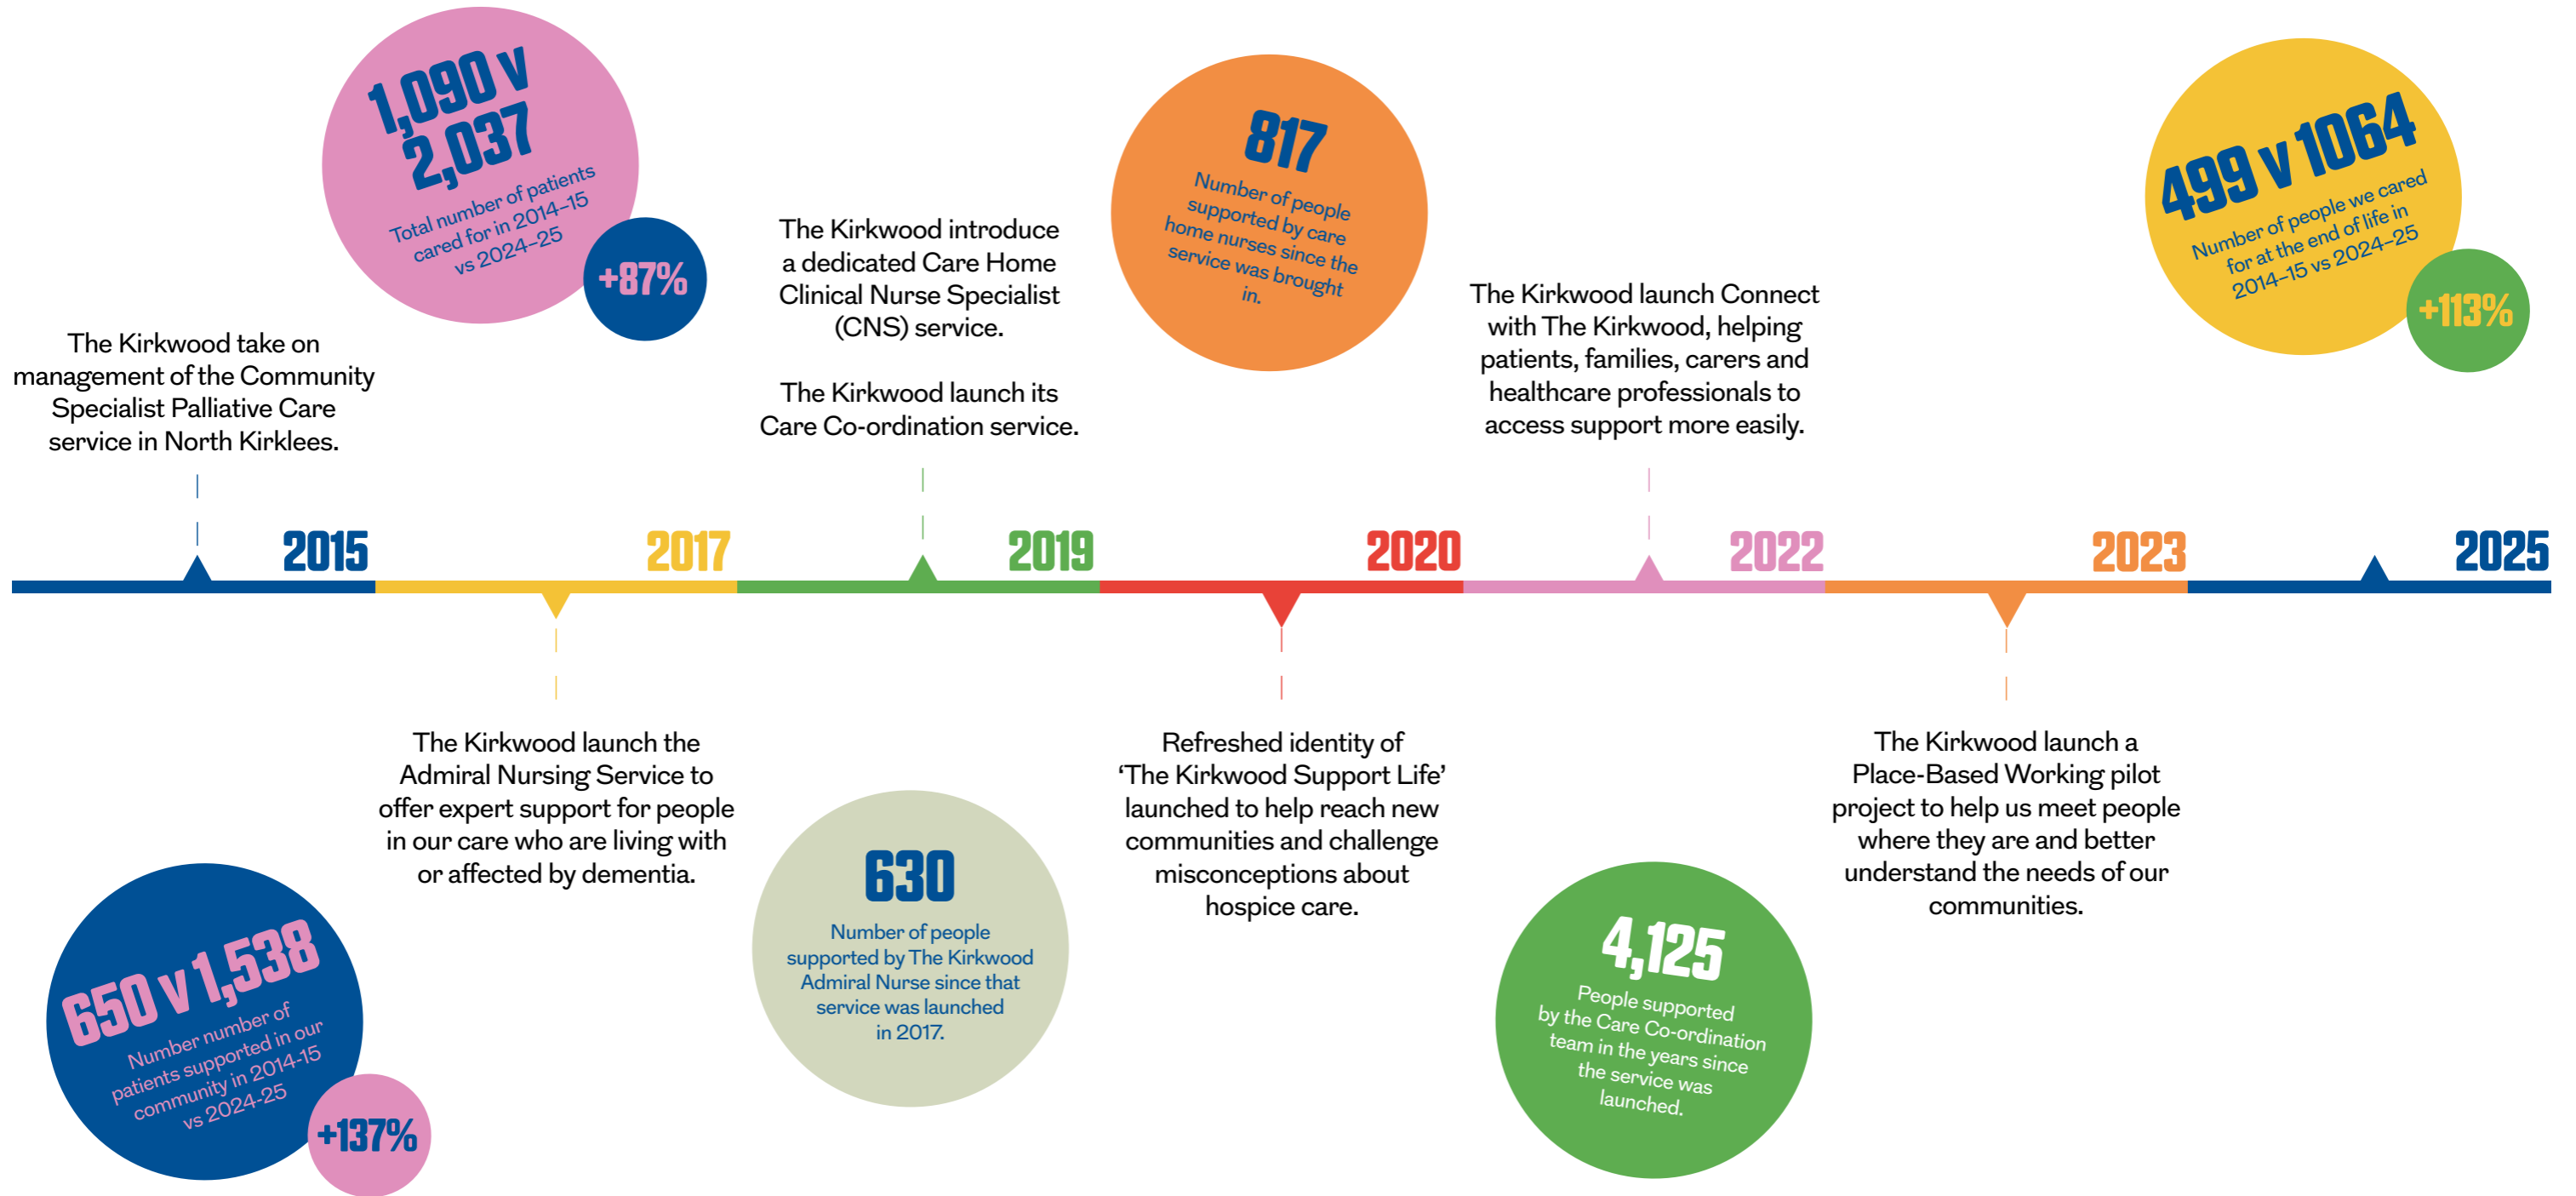 1,090 v
2,037
Total number of patients
cared for in 2014–15
vs 2024–25
+87%
817
Number of people
supported by care
home nurses since the
service was brought
in.
499 v 1064
Number of people we cared
for at the end of life in
2014–15 vs 2024–25
+113%
The Kirkwood take on
management of the Community
Specialist Palliative Care
service in North Kirklees.
The Kirkwood introduce
a dedicated Care Home
Clinical Nurse Specialist
(CNS) service.
The Kirkwood launch its
Care Co-ordination service.
The Kirkwood launch Connect
with The Kirkwood, helping
patients, families, carers and
healthcare professionals to
access support more easily.
2015
2017
2019
2020
2022
2023
2025
The Kirkwood launch the
Admiral Nursing Service to
offer expert support for people
in our care who are living with
or affected by dementia.
Refreshed identity of
‘The Kirkwood Support Life’
launched to help reach new
communities and challenge
misconceptions about
hospice care.
The Kirkwood launch a
Place-Based Working pilot
project to help us meet people
where they are and better
understand the needs of our
communities.
650 v 1,538
Number number of
patients supported in our
community in 2014-15
vs 2024-25
+137%
630
Number of people
supported by The Kirkwood
Admiral Nurse since that
service was launched
in 2017.
4,125
People supported
by the Care Co-ordination
team in the years since
the service was
launched.